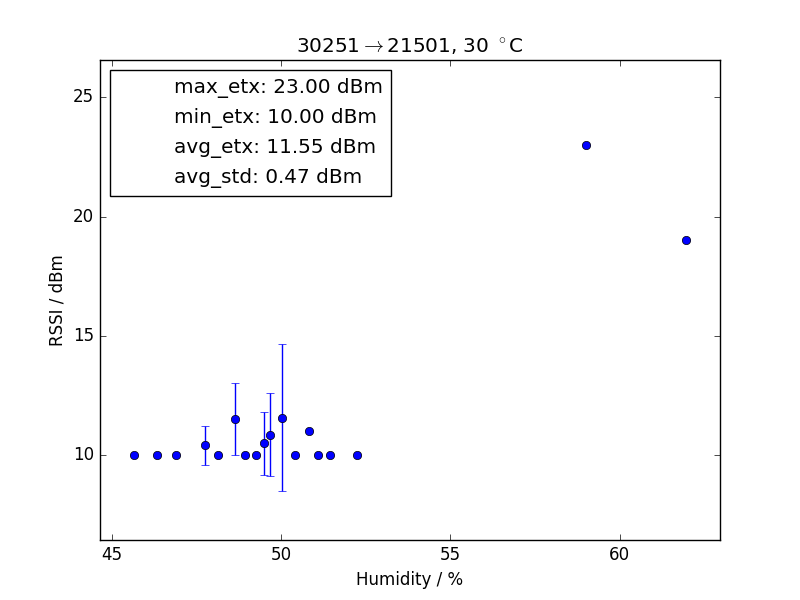 30251→21501, 30 °C
max_etx: 23.00 dBm
min_etx: 10.00 dBm
avg_etx: 11.55 dBm
avg_std: 0.47 dBm
RSSI / dBm
25
20
15
10
45 50 55 60
Humidity / %